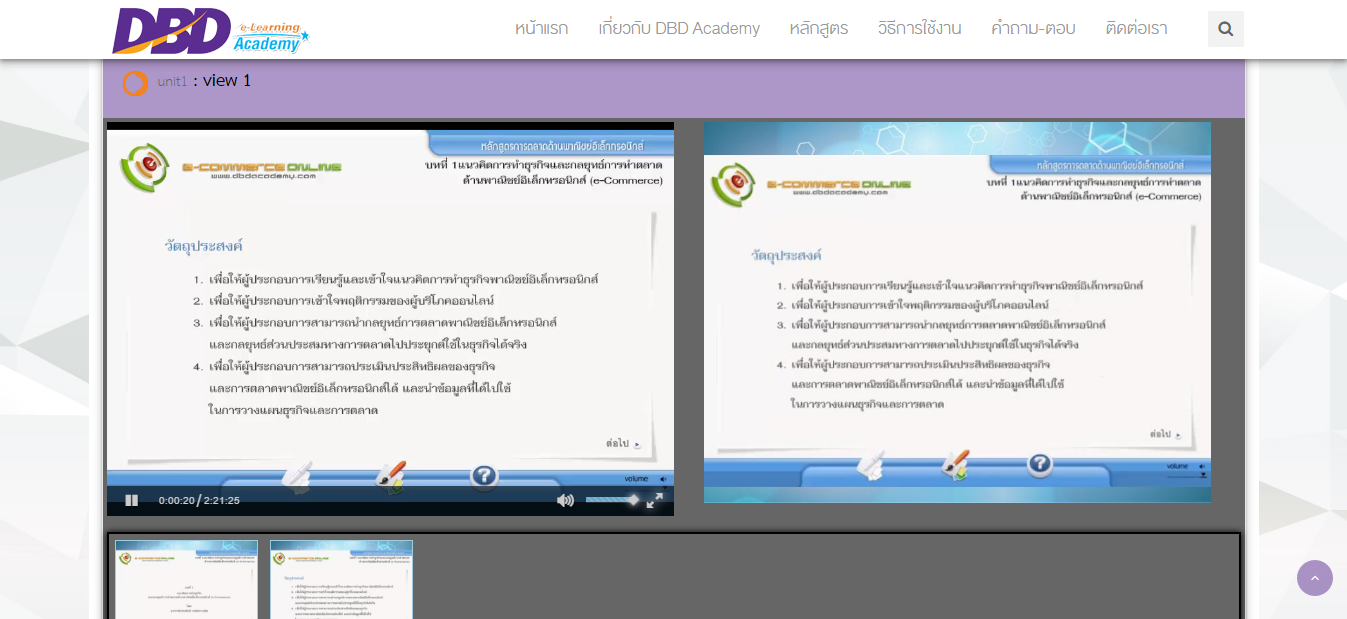 DBD
e-Learning
Academy
หน้าแรก เกี่ยวกับ DBD Academy หลักสูตร วิธีการใช้งาน คำถาม-ตอบ ติดต่อเรา
unit1 : view 1
หลักสูตรการตลาดด้านพาณิชย์อิเล็กทรอนิกส์
E-COMMERCE ONLINE
www.dbdacademy.com
บทที่ 1แนวคิดการทำธุรกิจและกลยุทธ์การทำตลาด
ด้านพาณิชย์อิเล็กทรอนิกส์ (e-Commerce)
วัตถุประสงค์
1. เพื่อให้ผู้ประกอบการเรียนรู้และเข้าใจแนวคิดการทำธุรกิจพาณิชย์อิเล็กทรอนิกส์
2. เพื่อให้ผู้ประกอบการเข้าใจพฤติกรรมของผู้บริโภคออนไลน์
3. เพื่อให้ผู้ประกอบการสามารถนำกลยุทธ์การตลาดพาณิชย์อิเล็กทรอนิกส์
และกลยุทธ์ส่วนประสมทางการตลาดไปประยุกต์ใช้ในธุรกิจได้จริง
4. เพื่อให้ผู้ประกอบการสามารถประเมินประสิทธิผลของธุรกิจ
และการตลาดพาณิชย์อิเล็กทรอนิกส์ได้ และนำข้อมูลที่ได้ไปใช้
ในการวางแผนธุรกิจและการตลาด
ต่อไป
volume
0:00:20 / 2:21:25
หลักสูตรการตลาดด้านพาณิชย์อิเล็กทรอนิกส์
E-COMMERCE ONLINE
www.dbdacademy.com
บทที่ 1แนวคิดการทำธุรกิจและกลยุทธ์การทำตลาด
ด้านพาณิชย์อิเล็กทรอนิกส์ (e-Commerce)
วัตถุประสงค์
1. เพื่อให้ผู้ประกอบการเรียนรู้และเข้าใจแนวคิดการทำธุรกิจพาณิชย์อิเล็กทรอนิกส์
2. เพื่อให้ผู้ประกอบการเข้าใจพฤติกรรมของผู้บริโภคออนไลน์
3. เพื่อให้ผู้ประกอบการสามารถนำกลยุทธ์การตลาดพาณิชย์อิเล็กทรอนิกส์
และกลยุทธ์ส่วนประสมทางการตลาดไปประยุกต์ใช้ในธุรกิจได้จริง
4. เพื่อให้ผู้ประกอบการสามารถประเมินประสิทธิผลของธุรกิจ
และการตลาดพาณิชย์อิเล็กทรอนิกส์ได้ และนำข้อมูลที่ได้ไปใช้
ในการวางแผนธุรกิจและการตลาด
ต่อไป
volume